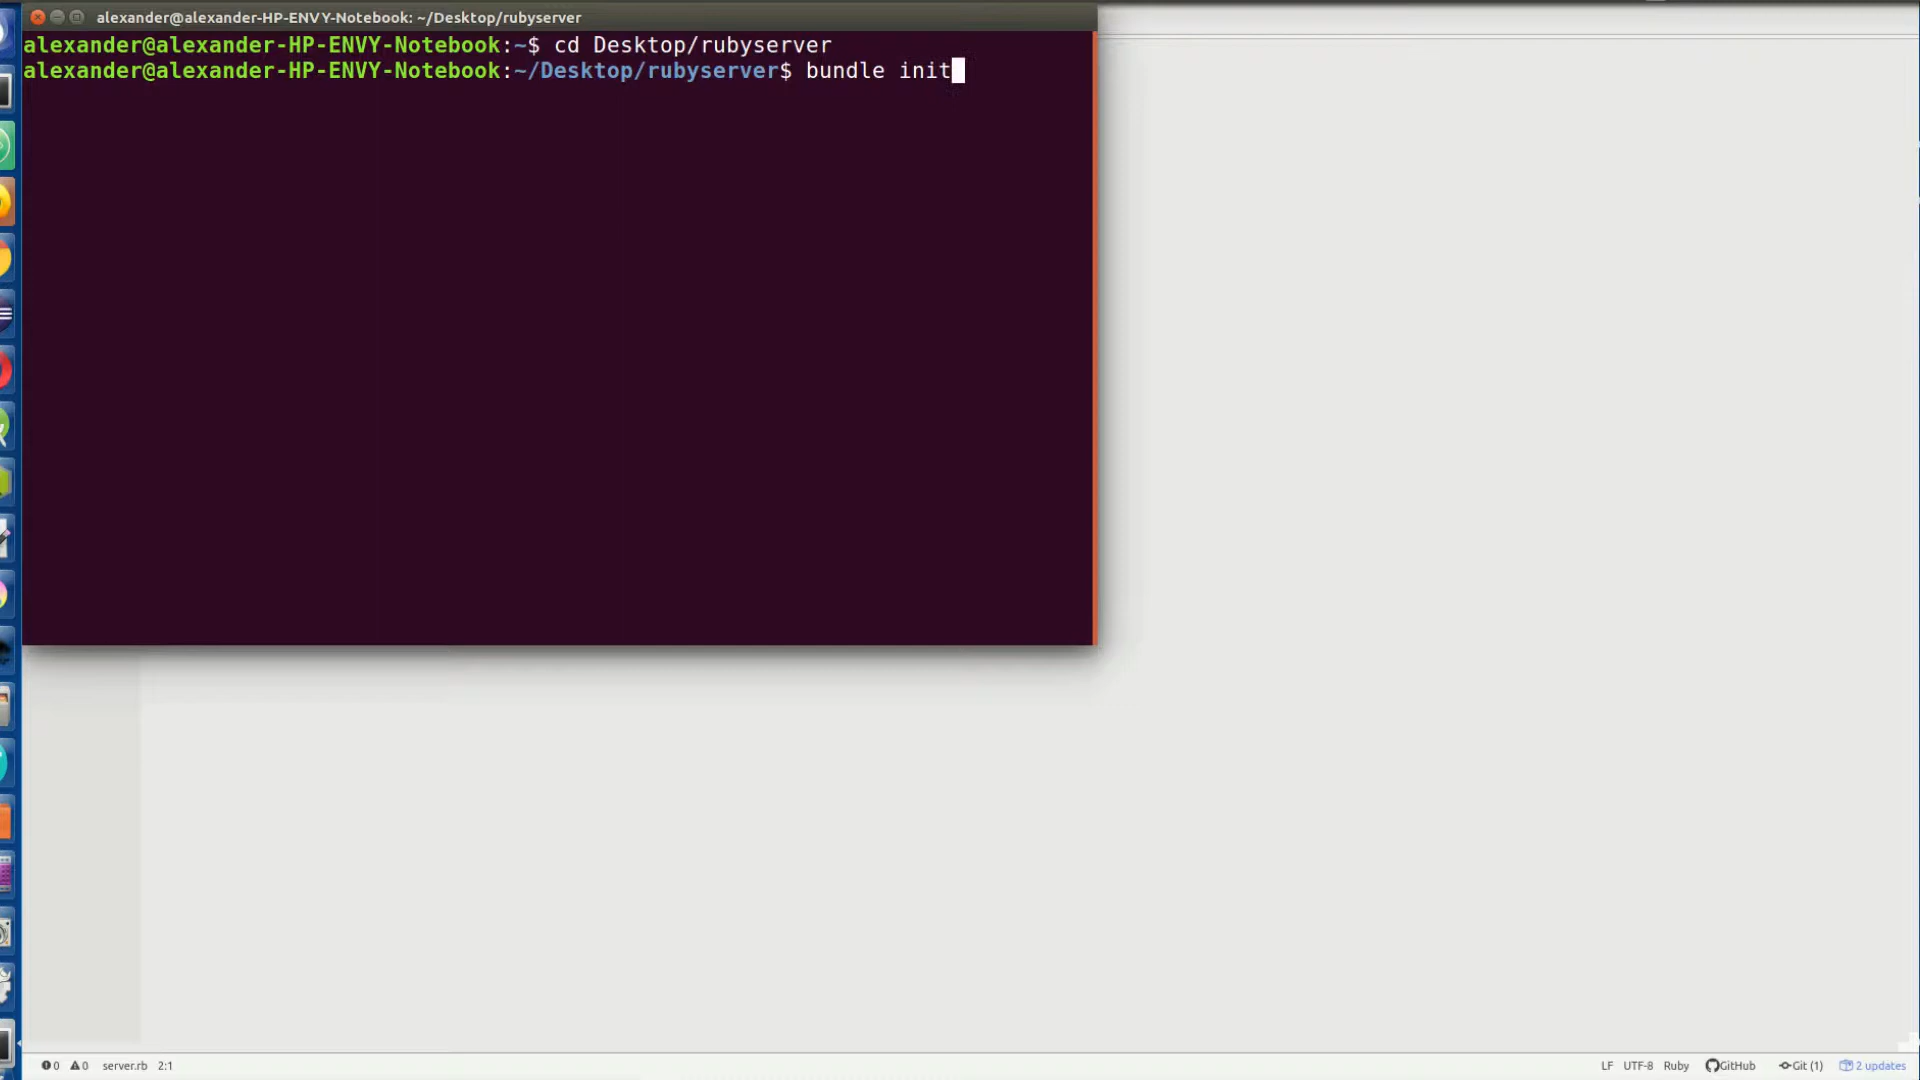 alexander@alexander-HP-ENVY-Notebook: ~/Desktop/rubyserver
alexander@alexander-HP-ENVY-Notebook:~$ cd Desktop/rubyserver
alexander@alexander-HP-ENVY-Notebook:~/Desktop/rubyserver$ bundle init
0 0 server.rb 2:1 LF UTF-8 Ruby GitHub Git (1) 2 updates